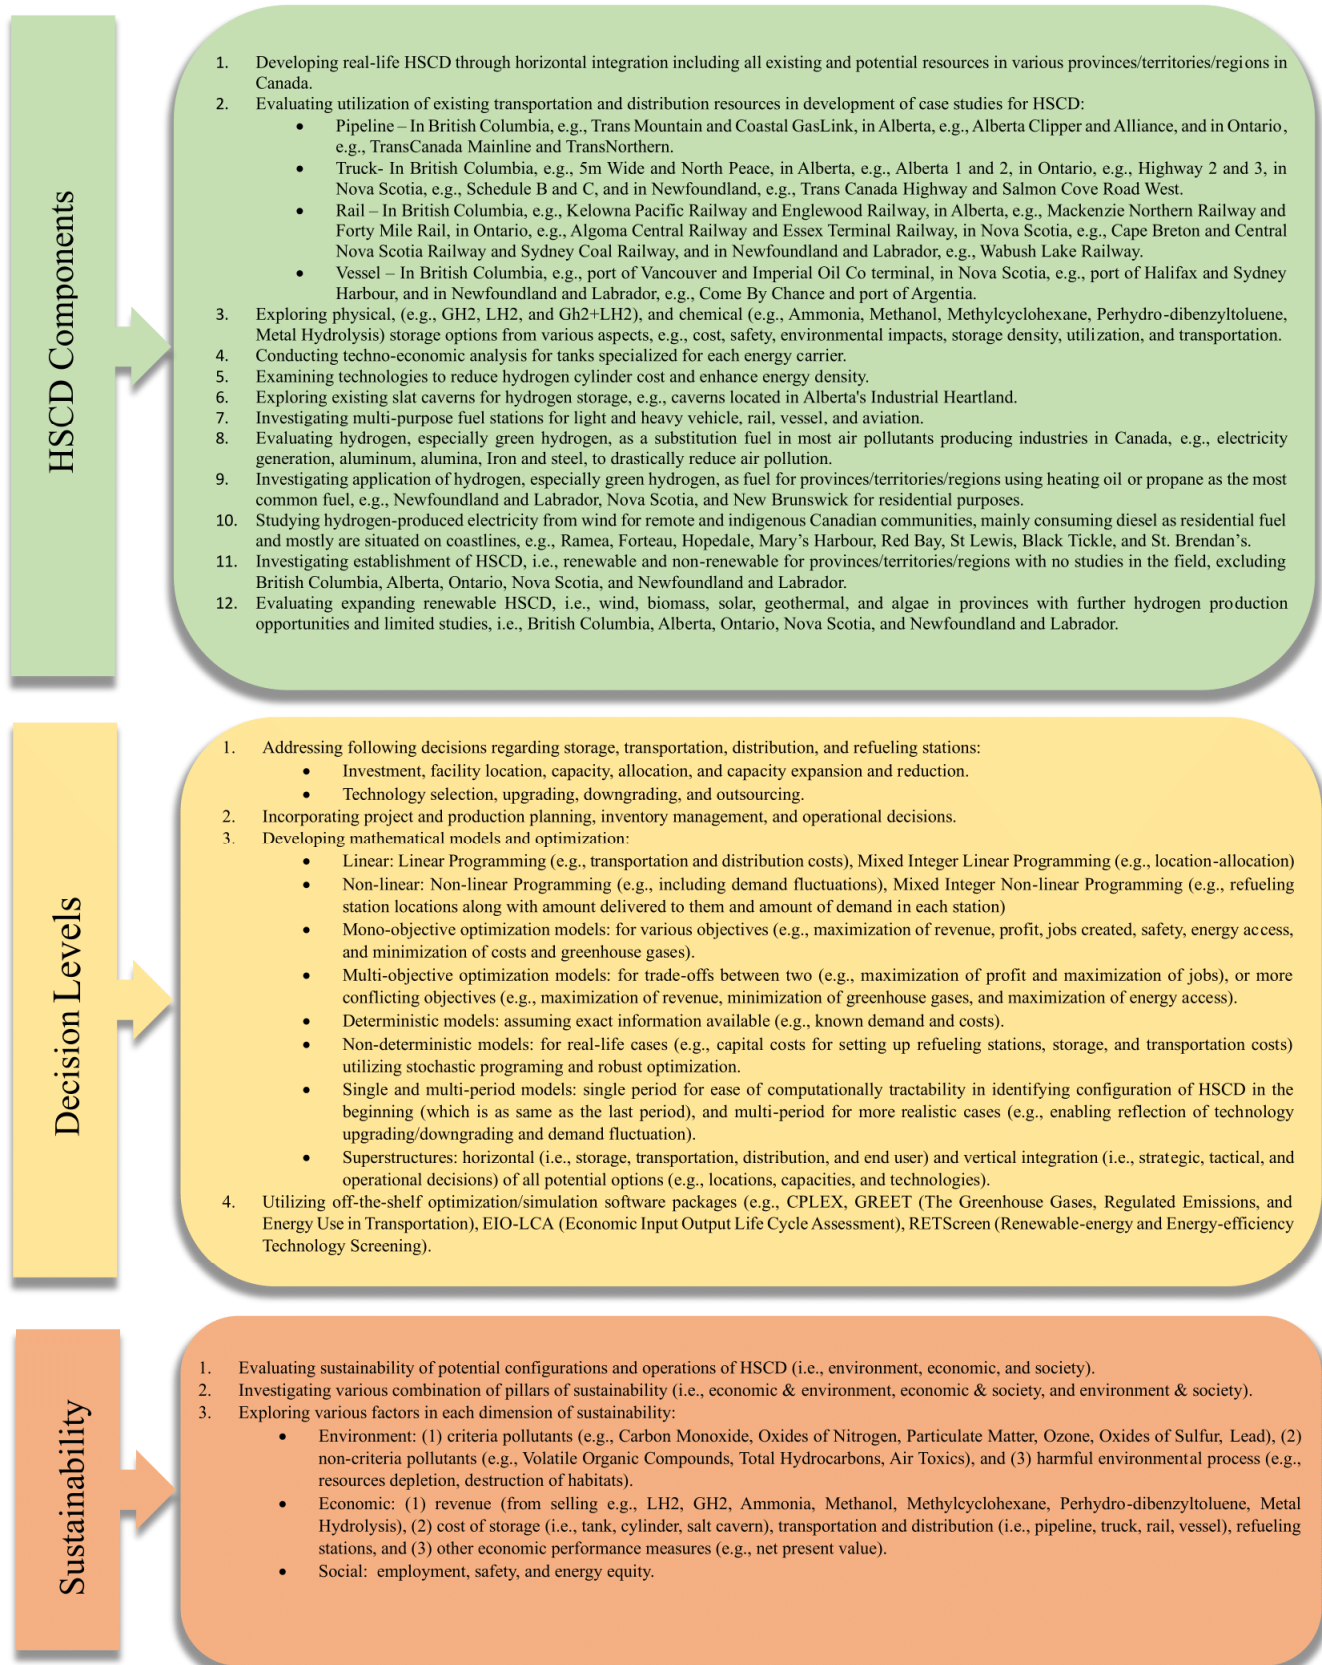 HSCD Components
1. Developing real-life HSCD through horizontal integration including all existing and potential resources in various provinces/territories/regions in
Canada.
2. Evaluating utilization of existing transportation and distribution resources in development of case studies for HSCD:
• Pipeline – In British Columbia, e.g., Trans Mountain and Coastal GasLink, in Alberta, e.g., Alberta Clipper and Alliance, and in Ontario,
e.g., TransCanada Mainline and TransNorthern.
• Truck- In British Columbia, e.g., 5m Wide and North Peace, in Alberta, e.g., Alberta 1 and 2, in Ontario, e.g., Highway 2 and 3, in
Nova Scotia, e.g., Schedule B and C, and in Newfoundland, e.g., Trans Canada Highway and Salmon Cove Road West.
• Rail – In British Columbia, e.g., Kelowna Pacific Railway and Englewood Railway, in Alberta, e.g., Mackenzie Northern Railway and
Forty Mile Rail, in Ontario, e.g., Algoma Central Railway and Essex Terminal Railway, in Nova Scotia, e.g., Cape Breton and Central
Nova Scotia Railway and Sydney Coal Railway, and in Newfoundland and Labrador, e.g., Wabush Lake Railway.
• Vessel – In British Columbia, e.g., port of Vancouver and Imperial Oil Co terminal, in Nova Scotia, e.g., port of Halifax and Sydney
Harbour, and in Newfoundland and Labrador, e.g., Come By Chance and port of Argentia.
3. Exploring physical, (e.g., GH2, LH2, and Gh2+LH2), and chemical (e.g., Ammonia, Methanol, Methylcyclohexane, Perhydro-dibenzyltoluene,
Metal Hydrolysis) storage options from various aspects, e.g., cost, safety, environmental impacts, storage density, utilization, and transportation.
4. Conducting techno-economic analysis for tanks specialized for each energy carrier.
5. Examining technologies to reduce hydrogen cylinder cost and enhance energy density.
6. Exploring existing slat caverns for hydrogen storage, e.g., caverns located in Alberta's Industrial Heartland.
7. Investigating multi-purpose fuel stations for light and heavy vehicle, rail, vessel, and aviation.
8. Evaluating hydrogen, especially green hydrogen, as a substitution fuel in most air pollutants producing industries in Canada, e.g., electricity
generation, aluminum, alumina, Iron and steel, to drastically reduce air pollution.
9. Investigating application of hydrogen, especially green hydrogen, as fuel for provinces/territories/regions using heating oil or propane as the most
common fuel, e.g., Newfoundland and Labrador, Nova Scotia, and New Brunswick for residential purposes.
10. Studying hydrogen-produced electricity from wind for remote and indigenous Canadian communities, mainly consuming diesel as residential fuel
and mostly are situated on coastlines, e.g., Ramea, Forteau, Hopedale, Mary's Harbour, Red Bay, St Lewis, Black Tickle, and St. Brendan's.
11. Investigating establishment of HSCD, i.e., renewable and non-renewable for provinces/territories/regions with no studies in the field, excluding
British Columbia, Alberta, Ontario, Nova Scotia, and Newfoundland and Labrador.
12. Evaluating expanding renewable HSCD, i.e., wind, biomass, solar, geothermal, and algae in provinces with further hydrogen production
opportunities and limited studies, i.e., British Columbia, Alberta, Ontario, Nova Scotia, and Newfoundland and Labrador.
Decision Levels
1. Addressing following decisions regarding storage, transportation, distribution, and refueling stations:
• Investment, facility location, capacity, allocation, and capacity expansion and reduction.
• Technology selection, upgrading, downgrading, and outsourcing.
2. Incorporating project and production planning, inventory management, and operational decisions.
3. Developing mathematical models and optimization:
• Linear: Linear Programming (e.g., transportation and distribution costs), Mixed Integer Linear Programming (e.g., location-allocation)
• Non-linear: Non-linear Programming (e.g., including demand fluctuations), Mixed Integer Non-linear Programming (e.g., refueling
station locations along with amount delivered to them and amount of demand in each station)
• Mono-objective optimization models: for various objectives (e.g., maximization of revenue, profit, jobs created, safety, energy access,
and minimization of costs and greenhouse gases).
• Multi-objective optimization models: for trade-offs between two (e.g., maximization of profit and maximization of jobs), or more
conflicting objectives (e.g., maximization of revenue, minimization of greenhouse gases, and maximization of energy access).
• Deterministic models: assuming exact information available (e.g., known demand and costs).
• Non-deterministic models: for real-life cases (e.g., capital costs for setting up refueling stations, storage, and transportation costs)
utilizing stochastic programing and robust optimization.
• Single and multi-period models: single period for ease of computationally tractability in identifying configuration of HSCD in the
beginning (which is as same as the last period), and multi-period for more realistic cases (e.g., enabling reflection of technology
upgrading/downgrading and demand fluctuation).
• Superstructures: horizontal (i.e., storage, transportation, distribution, and end user) and vertical integration (i.e., strategic, tactical, and
operational decisions) of all potential options (e.g., locations, capacities, and technologies).
4. Utilizing off-the-shelf optimization/simulation software packages (e.g., CPLEX, GREET (The Greenhouse Gases, Regulated Emissions, and
Energy Use in Transportation), EIO-LCA (Economic Input Output Life Cycle Assessment), RETScreen (Renewable-energy and Energy-efficiency
Technology Screening).
Sustainability
1. Evaluating sustainability of potential configurations and operations of HSCD (i.e., environment, economic, and society).
2. Investigating various combination of pillars of sustainability (i.e., economic & environment, economic & society, and environment & society).
3. Exploring various factors in each dimension of sustainability:
• Environment: (1) criteria pollutants (e.g., Carbon Monoxide, Oxides of Nitrogen, Particulate Matter, Ozone, Oxides of Sulfur, Lead), (2)
non-criteria pollutants (e.g., Volatile Organic Compounds, Total Hydrocarbons, Air Toxics), and (3) harmful environmental process (e.g.,
resources depletion, destruction of habitats).
• Economic: (1) revenue (from selling e.g., LH2, GH2, Ammonia, Methanol, Methylcyclohexane, Perhydro-dibenzyltoluene, Metal
Hydrolysis), (2) cost of storage (i.e., tank, cylinder, salt cavern), transportation and distribution (i.e., pipeline, truck, rail, vessel), refueling
stations, and (3) other economic performance measures (e.g., net present value).
• Social: employment, safety, and energy equity.